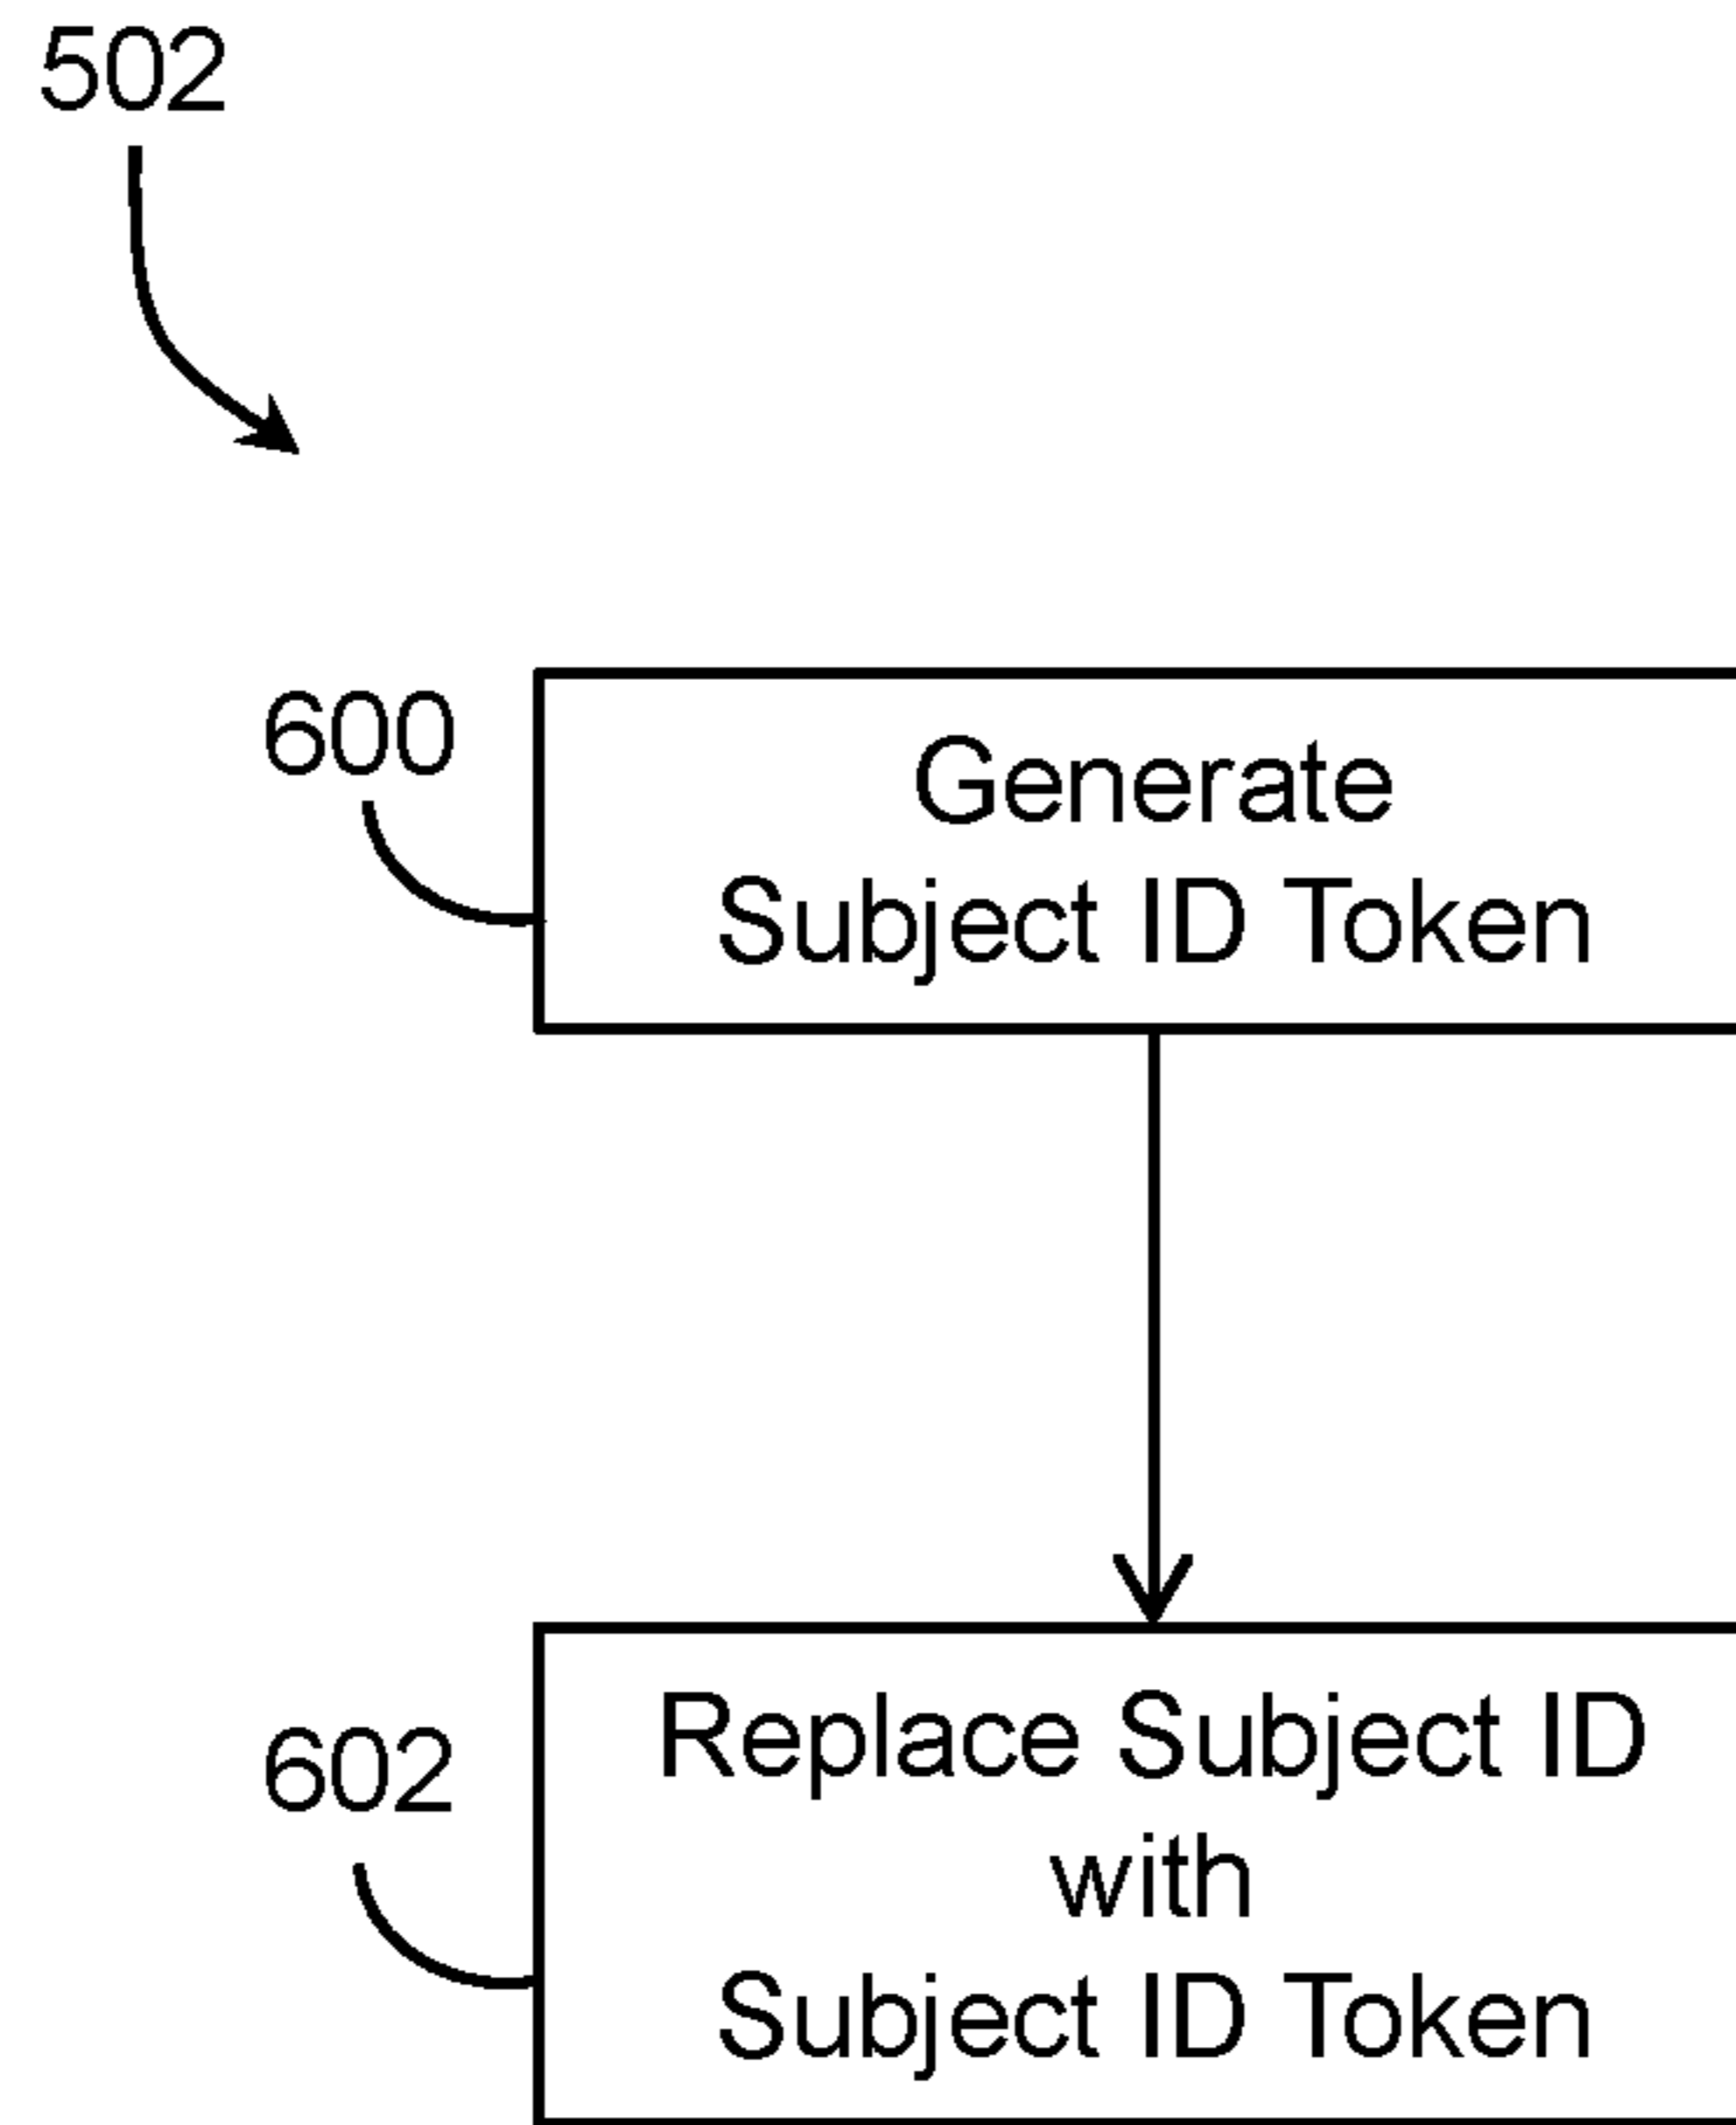 502
600
Generate
Subject ID Token
602
Replace Subject ID
with
Subject ID Token